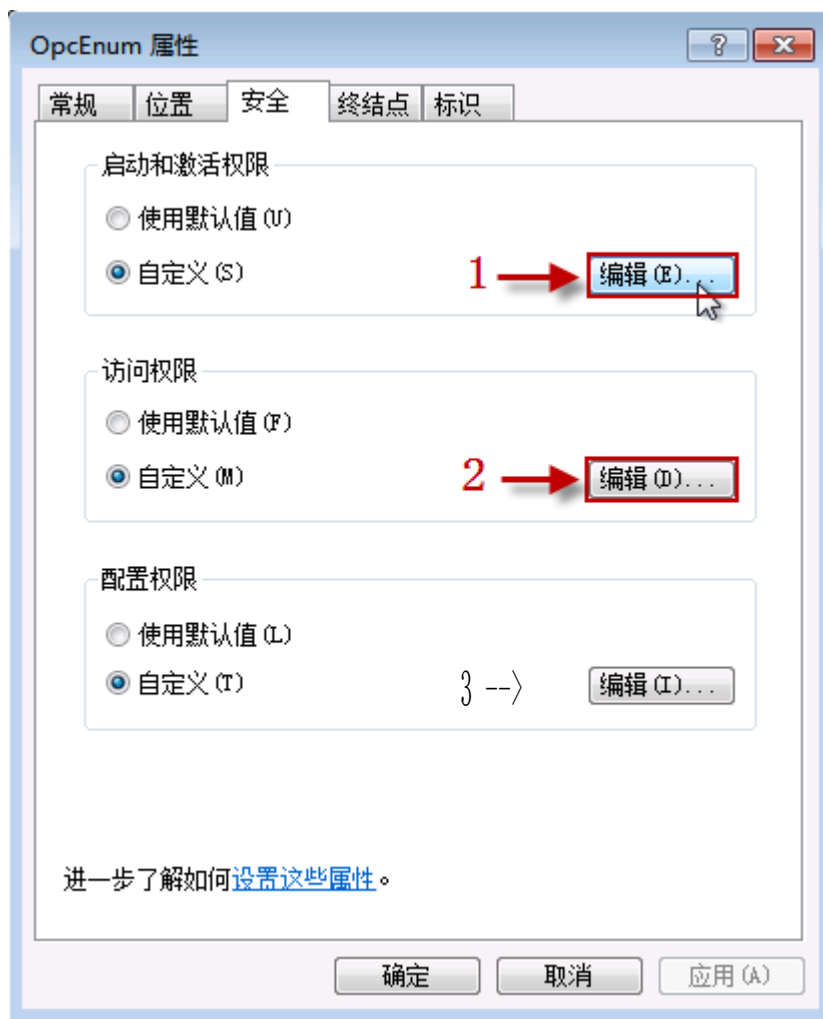 OpcEnum 属性
常规 位置 安全 终结点 标识
启动和激活权限
使用默认值(U)
自定义(S) 1 编辑(E)...
访问权限
使用默认值(F)
自定义(M) 2 编辑(D)...
配置权限
使用默认值(L)
自定义(T) 3 --> 编辑(I)...
进一步了解如何设置这些属性。
确定 取消 应用(A)